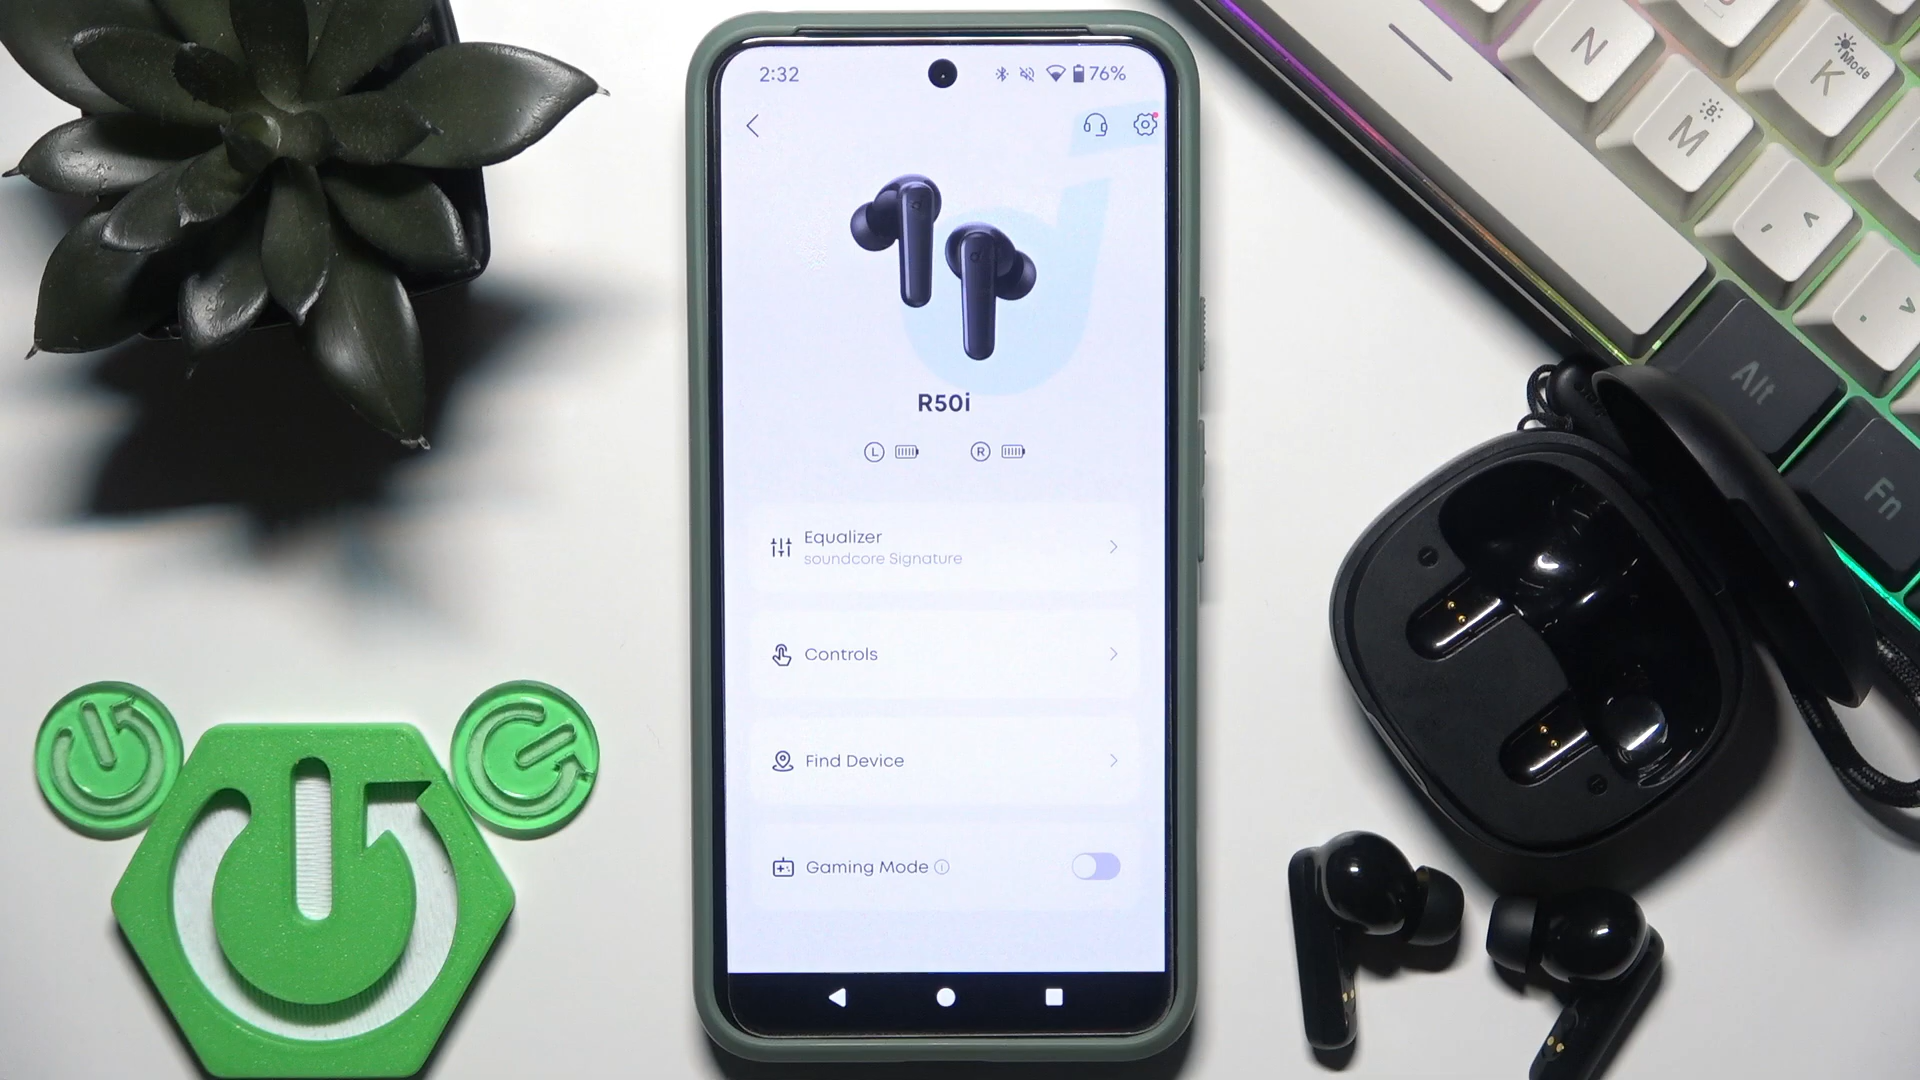 2:32
76%
R50i
L
R
Equalizer
soundcore Signature
Controls
Find Device
Gaming Mode
N
K
Mode
M
Alt
Fn